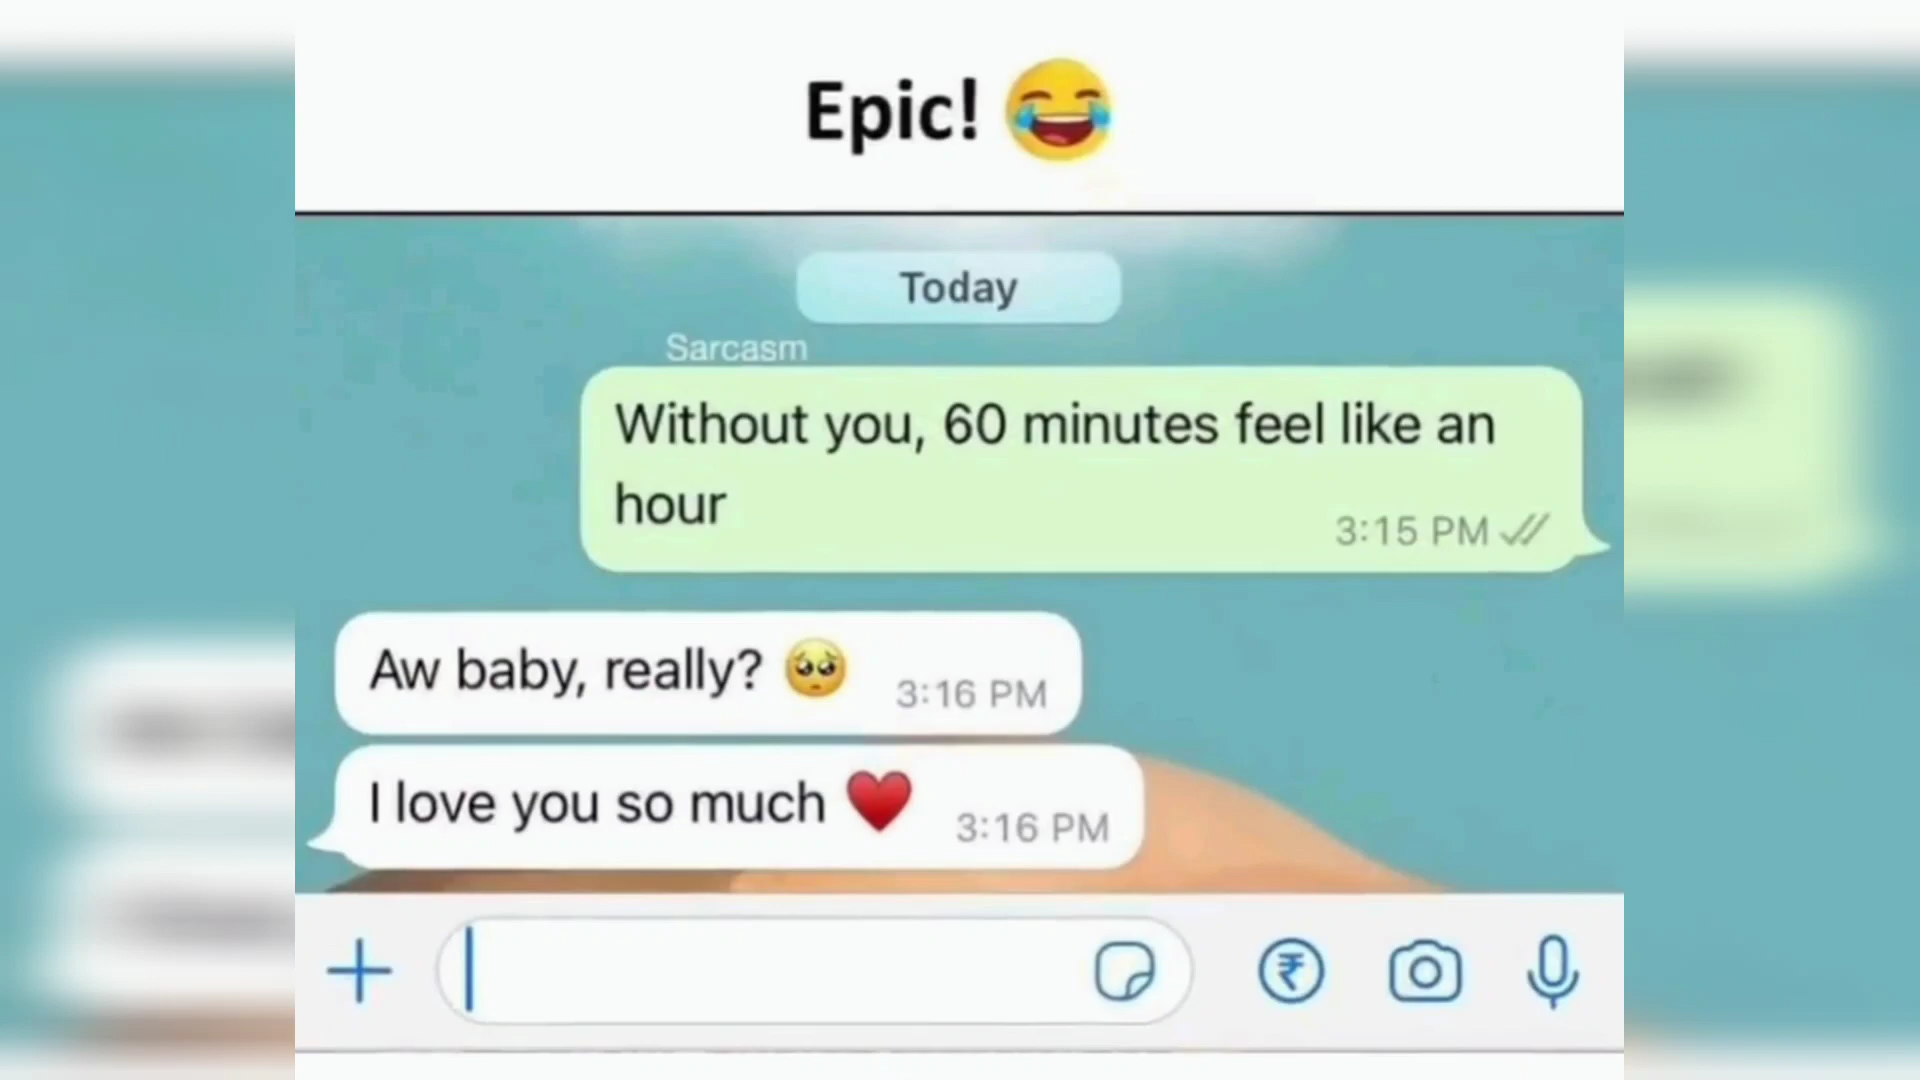 Epic! 😂
Today
Sarcasm
Without you, 60 minutes feel like an
hour
3:15 PM
Aw baby, really? 🥺
3:16 PM
I love you so much ♥️
3:16 PM